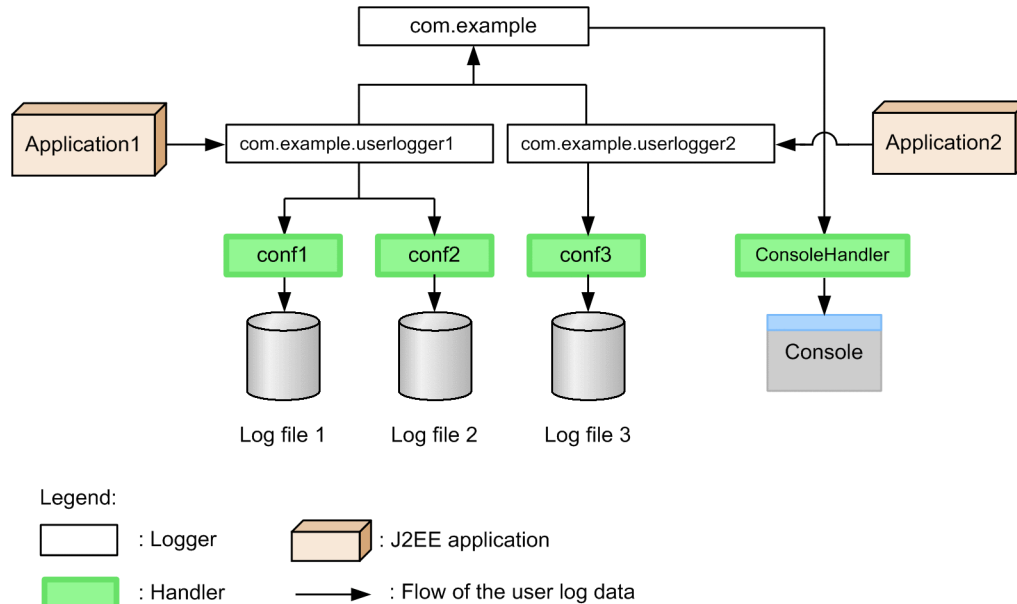 com.example
Application1
com.example.userlogger1
com.example.userlogger2
Application2
conf1
conf2
conf3
ConsoleHandler
Console
Log file 1
Log file 2
Log file 3
Legend:
: Logger
: J2EE application
: Handler
: Flow of the user log data